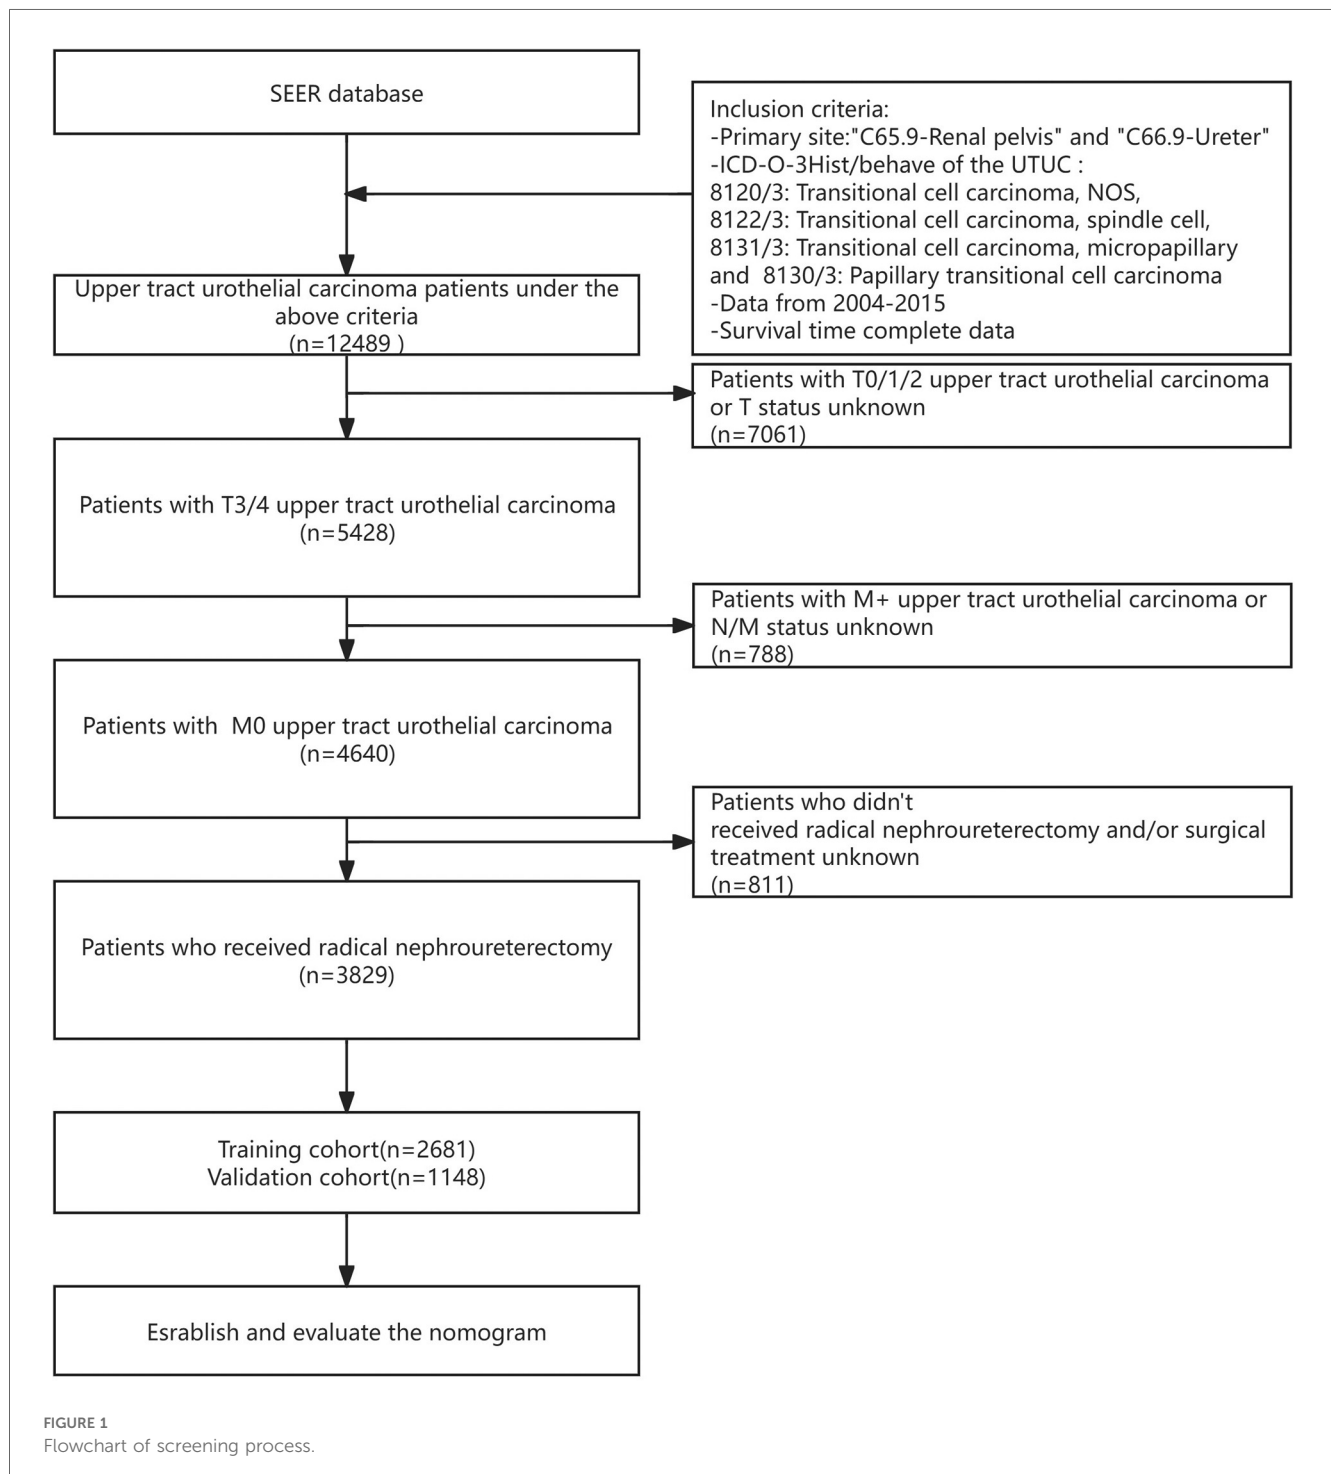 SEER database
Inclusion criteria:
-Primary site:"C65.9-Renal pelvis" and "C66.9-Ureter"
-ICD-O-3Hist/behave of the UTUC :
8120/3: Transitional cell carcinoma, NOS,
8122/3: Transitional cell carcinoma, spindle cell,
8131/3: Transitional cell carcinoma, micropapillary
and 8130/3: Papillary transitional cell carcinoma
-Data from 2004-2015
-Survival time complete data
Upper tract urothelial carcinoma patients under the
above criteria
(n=12489 )
Patients with T0/1/2 upper tract urothelial carcinoma
or T status unknown
(n=7061)
Patients with T3/4 upper tract urothelial carcinoma
(n=5428)
Patients with M+ upper tract urothelial carcinoma or
N/M status unknown
(n=788)
Patients with M0 upper tract urothelial carcinoma
(n=4640)
Patients who didn't
received radical nephroureterectomy and/or surgical
treatment unknown
(n=811)
Patients who received radical nephroureterectomy
(n=3829)
Training cohort(n=2681)
Validation cohort(n=1148)
Esrablish and evaluate the nomogram
FIGURE 1
Flowchart of screening process.